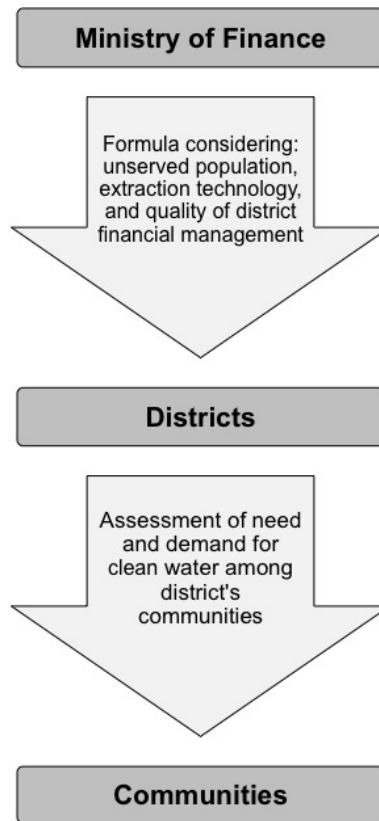 Ministry of Finance
Formula considering:
unserved population,
extraction technology,
and quality of district
financial management
Districts
Assessment of need
and demand for
clean water among
district's
communities
Communities